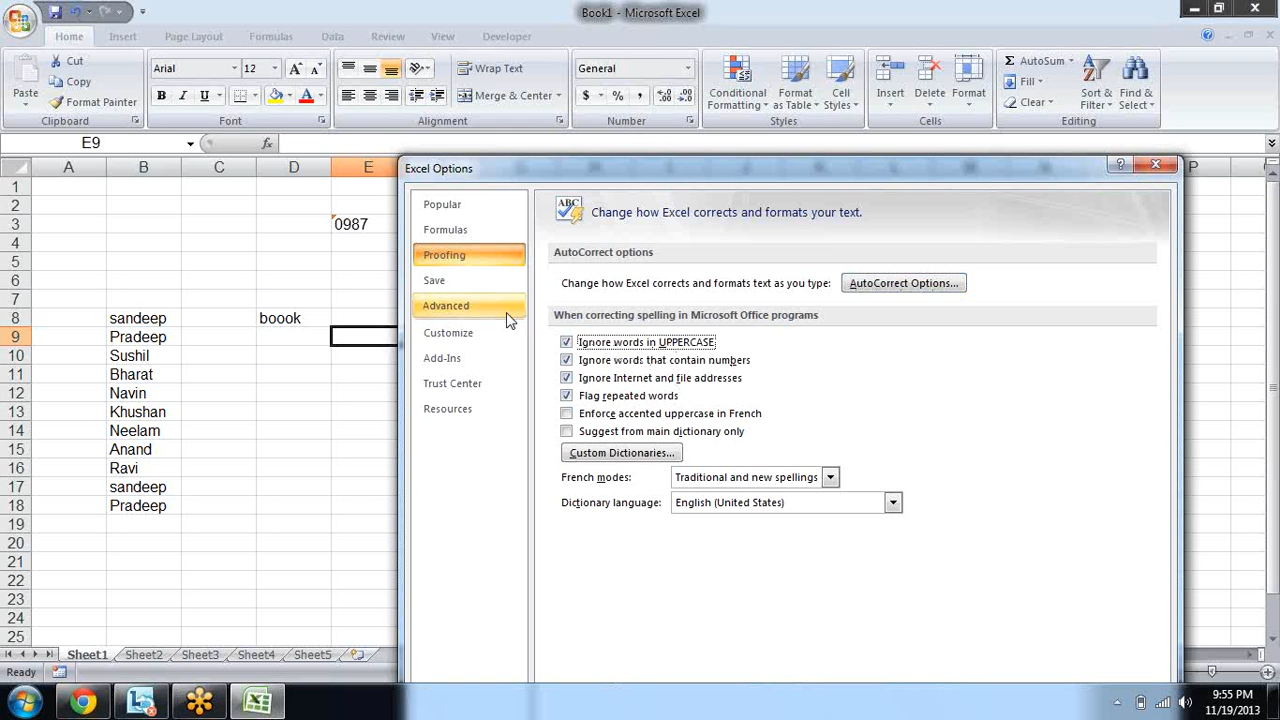 Book1 - Microsoft Excel
Home Insert Page Layout Formulas Data Review View Developer
Paste
Cut
Copy
Format Painter
Clipboard
Arial 12
B I U
Font
Wrap Text
Merge & Center
Alignment
General
$ % ,
Number
Conditional Formatting
Format as Table
Cell Styles
Styles
Insert
Delete
Format
Cells
AutoSum
Fill
Clear
Sort & Filter
Find & Select
Editing
E9
fx
A B C D E P
1
2
3 0987
4
5
6
7
8 sandeep boook
9 Pradeep
10 Sushil
11 Bharat
12 Navin
13 Khushan
14 Neelam
15 Anand
16 Ravi
17 sandeep
18 Pradeep
19
20
21
22
23
24
25
Excel Options
Popular
Formulas
Proofing
Save
Advanced
Customize
Add-Ins
Trust Center
Resources
ABC
Change how Excel corrects and formats your text.
AutoCorrect options
Change how Excel corrects and formats text as you type: AutoCorrect Options...
When correcting spelling in Microsoft Office programs
Ignore words in UPPERCASE
Ignore words that contain numbers
Ignore Internet and file addresses
Flag repeated words
Enforce accented uppercase in French
Suggest from main dictionary only
Custom Dictionaries...
French modes: Traditional and new spellings
Dictionary language: English (United States)
Sheet1 Sheet2 Sheet3 Sheet4 Sheet5
Ready
9:55 PM
11/19/2013